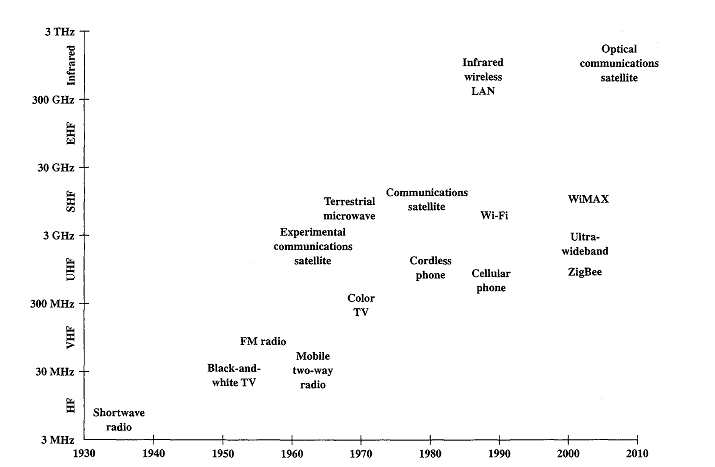 3 THz
Infrared
300 GHz
EHF
30 GHz
SHF
3 GHz
UHF
300 MHz
VHF
30 MHz
HF
3 MHz
Optical
communications
satellite
Infrared
wireless
LAN
Communications
satellite
Terrestrial
microwave
WiMAX
Wi-Fi
Experimental
communications
satellite
Ultra-
wideband
Cordless
phone
Cellular
phone
ZigBee
Color
TV
FM radio
Mobile
two-way
radio
Black-and-
white TV
Shortwave
radio
1930 1940 1950 1960 1970 1980 1990 2000 2010